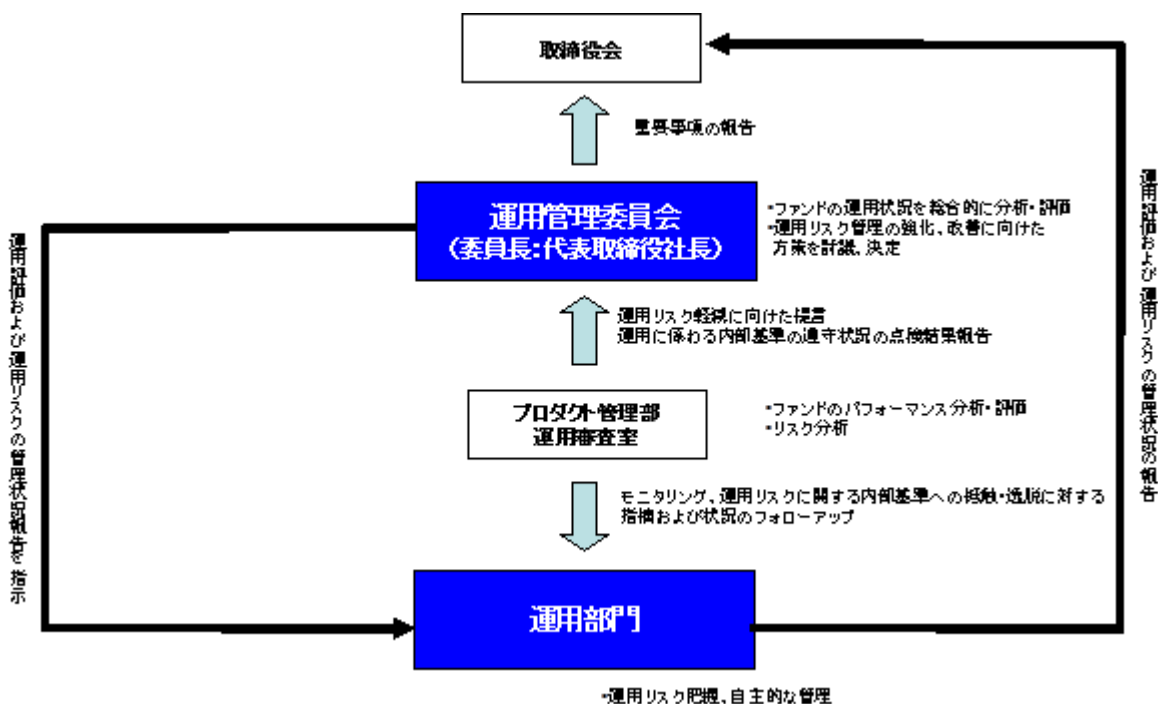 取締役会
重要事項の報告
運用管理委員会
(委員長:代表取締役社長)
・ファンドの運用状況を総合的に分析・評価
・運用リスク管理の強化、改善に向けた
方策を討議、決定
運用リスク軽減に向けた提言
運用に係わる内部基準の遵守状況の点検結果報告
プロダクト管理部
運用審査室
・ファンドのパフォーマンス分析・評価
・リスク分析
モニタリング、運用リスクに関する内部基準への抵触・逸脱に対する
指摘および状況のフォローアップ
運用部門
・運用リスク把握、自主的な管理
運用評価および運用リスクの管理状況報告を指示
運用評価および運用リスクの管理状況の報告